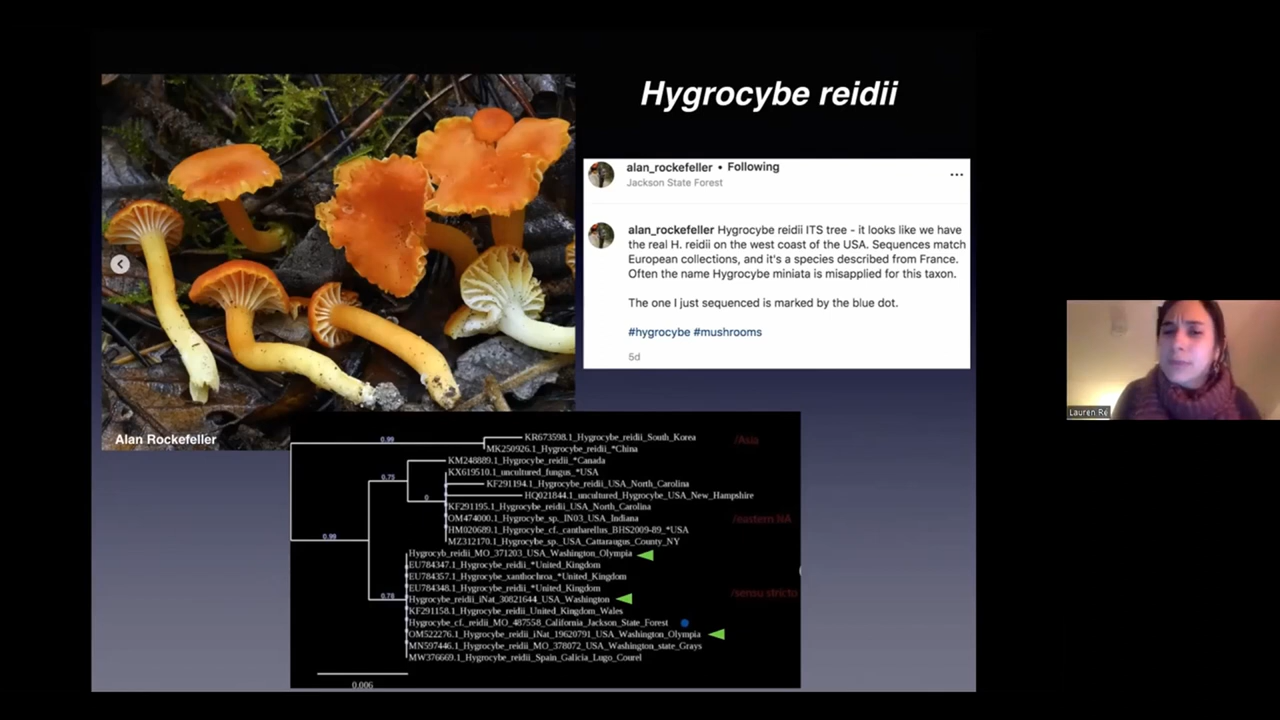 Hygrocybe reidii
alan_rockefeller • Following
Jackson State Forest
alan_rockefeller Hygrocybe reidii ITS tree - it looks like we have
the real H. reidii on the west coast of the USA. Sequences match
European collections, and it's a species described from France.
Often the name Hygrocybe miniata is misapplied for this taxon.
The one I just sequenced is marked by the blue dot.
#hygrocybe #mushrooms
5d
Alan Rockefeller
Lauren Ré
0.99
KR673598.1_Hygrocybe_reidii_South_Korea
/Asia
MK250926.1_Hygrocybe_reidii_*China
KM248889.1_Hygrocybe_reidii_*Canada
KX619510.1_uncultured_fungus_*USA
0.75
KF291194.1_Hygrocybe_reidii_USA_North_Carolina
HQ021844.1_uncultured_Hygrocybe_USA_New_Hampshire
0
KF291195.1_Hygrocybe_reidii_USA_North_Carolina
OM474000.1_Hygrocybe_sp._IN03_USA_Indiana
/eastern NA
HM020689.1_Hygrocybe_cf._cantharellus_BHS2009-89_*USA
0.99
MZ312170.1_Hygrocybe_sp._USA_Cattaraugus_County_NY
Hygrocyb_reidii_MO_371203_USA_Washington_Olympia
EU784347.1_Hygrocybe_reidii_*United_Kingdom
EU784357.1_Hygrocybe_xanthochroa_*United_Kingdom
EU784348.1_Hygrocybe_reidii_*United_Kingdom
/sensu stricto
0.78
Hygrocybe_reidii_iNat_30821644_USA_Washington
KF291158.1_Hygrocybe_reidii_United_Kingdom_Wales
Hygrocybe_cf._reidii_MO_487558_California_Jackson_State_Forest
OM522276.1_Hygrocybe_reidii_iNat_19620791_USA_Washington_Olympia
MN597446.1_Hygrocybe_reidii_MO_378072_USA_Washington_state_Grays
MW376669.1_Hygrocybe_reidii_Spain_Galicia_Lugo_Courel
0.006